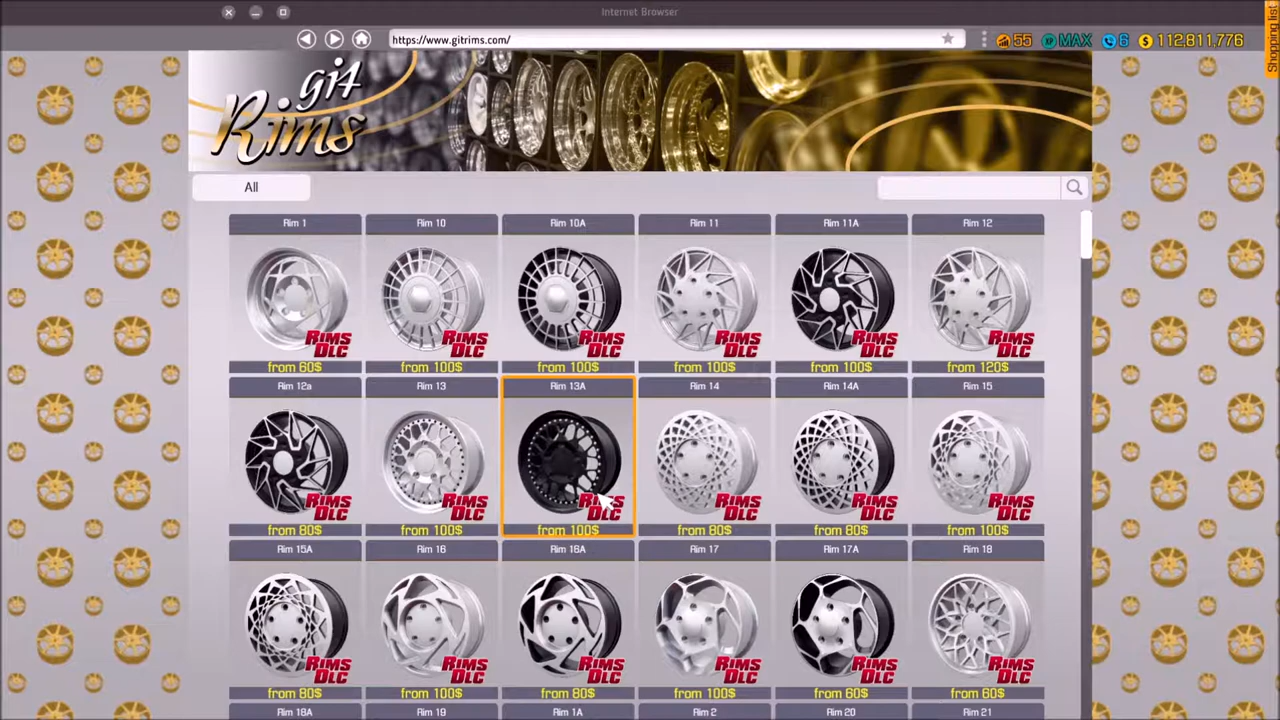 Internet Browser
https://www.gitrims.com/
55 XP MAX 6 $ 112,811,776
Shopping list
git
Rims
All
Rim 1 Rim 10 Rim 10A Rim 11 Rim 11A Rim 12
RIMS DLC RIMS DLC RIMS DLC RIMS DLC RIMS DLC RIMS DLC
from 60$ from 100$ from 100$ from 100$ from 100$ from 120$
Rim 12a Rim 13 Rim 13A Rim 14 Rim 14A Rim 15
RIMS DLC RIMS DLC RIMS DLC RIMS DLC RIMS DLC RIMS DLC
from 80$ from 100$ from 100$ from 80$ from 80$ from 100$
Rim 15A Rim 16 Rim 16A Rim 17 Rim 17A Rim 18
RIMS DLC RIMS DLC RIMS DLC RIMS DLC RIMS DLC RIMS DLC
from 80$ from 100$ from 80$ from 100$ from 60$ from 60$
Rim 18A Rim 19 Rim 1A Rim 2 Rim 20 Rim 21